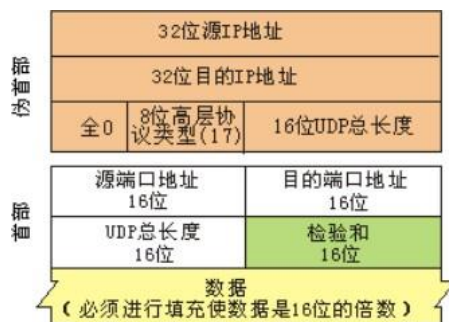 伪首部
32位源IP地址
32位目的IP地址
全0
8位高层协
议类型(17)
16位UDP总长度
首部
源端口地址
16位
目的端口地址
16位
UDP总长度
16位
检验和
16位
数据
(必须进行填充使数据是16位的倍数)